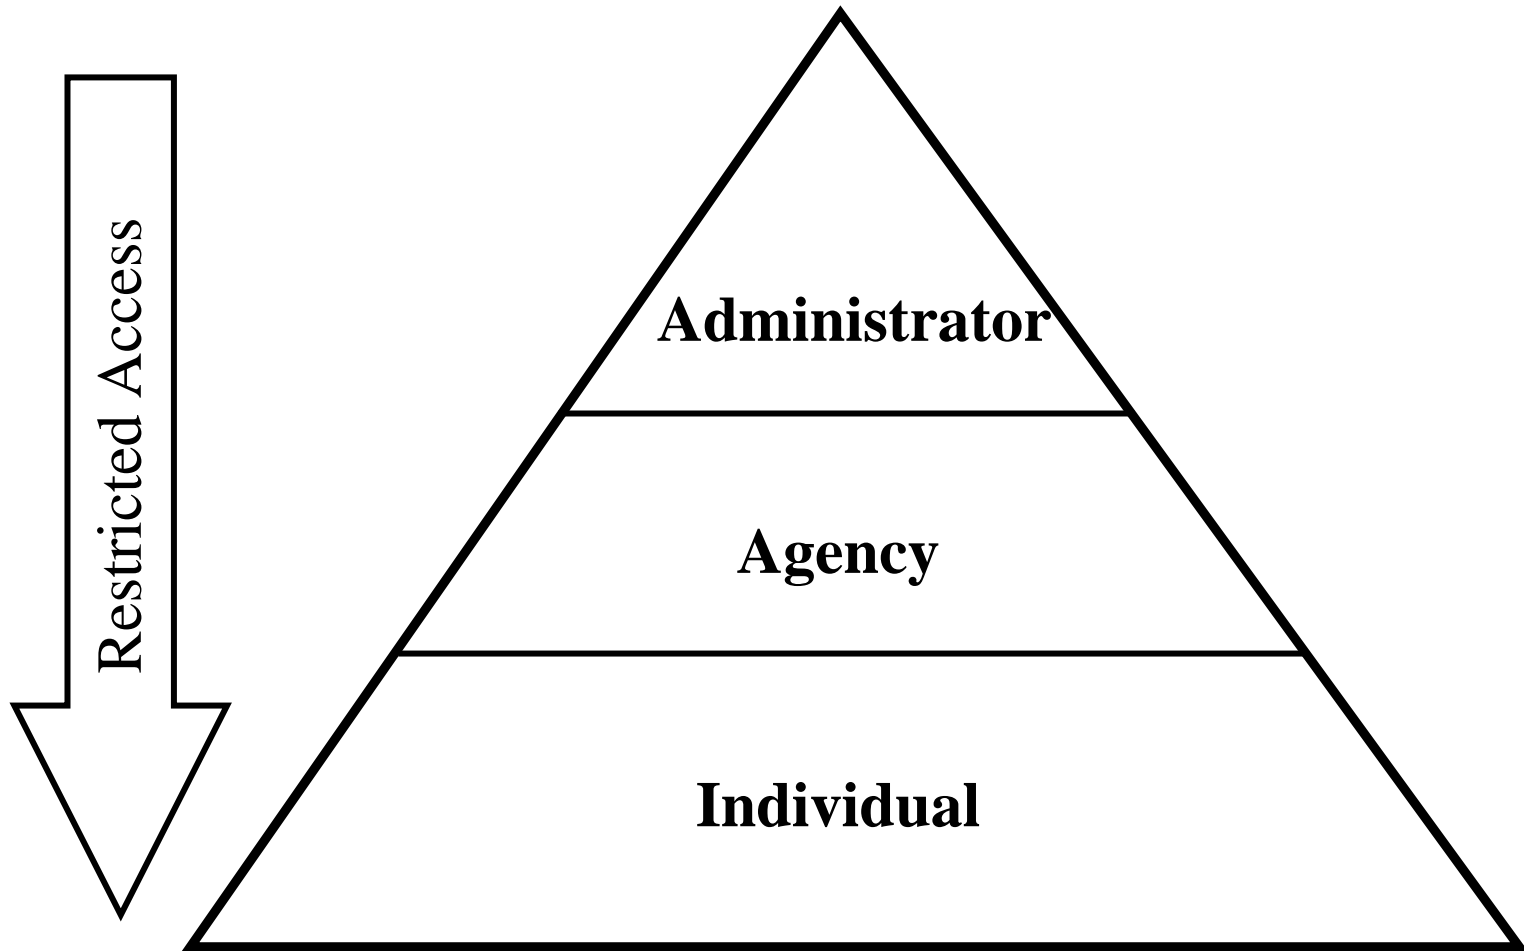 Restricted Access
Administrator
Agency
Individual